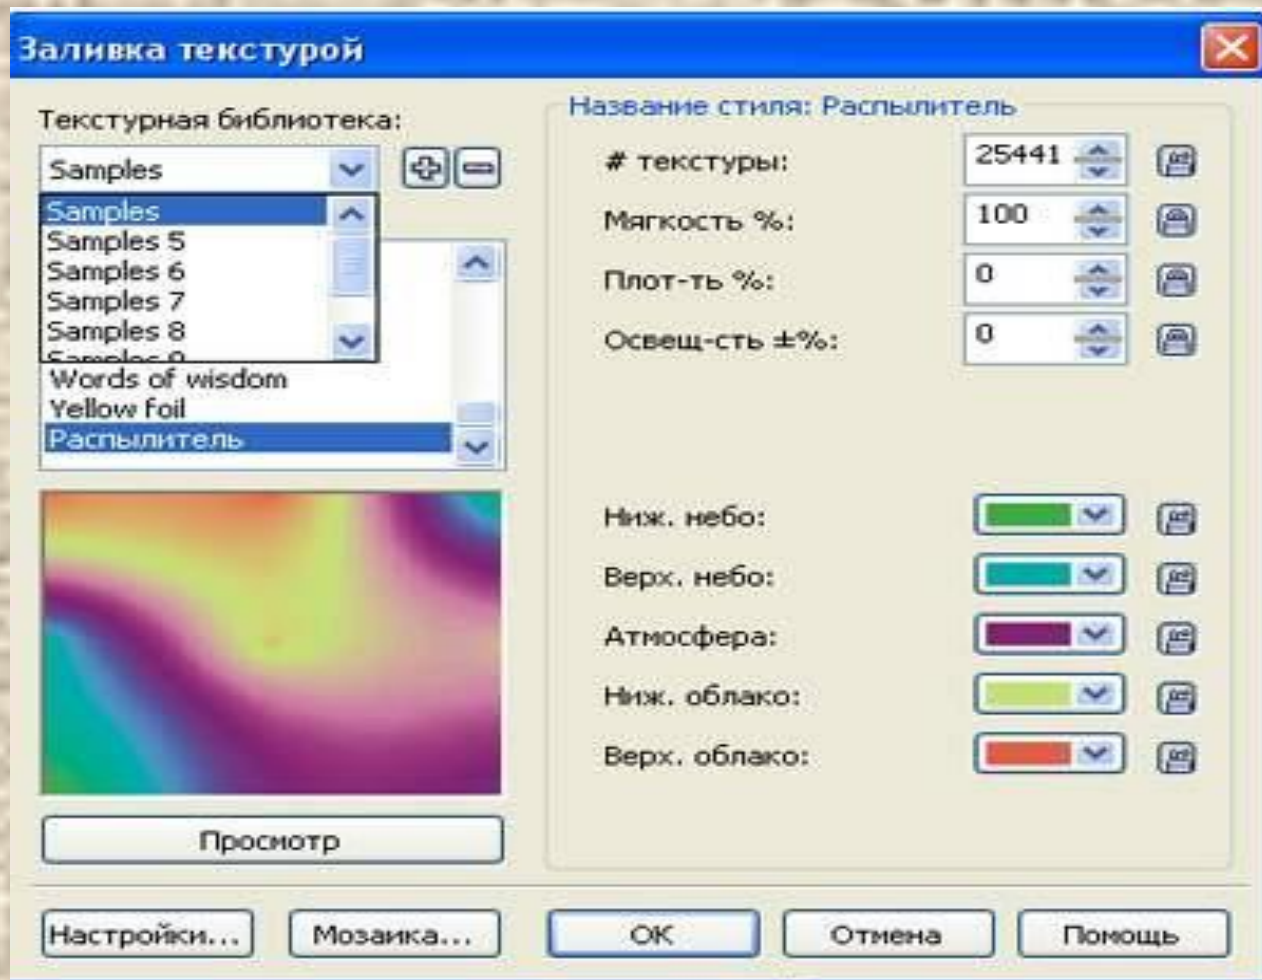 Заливка текстурой
Текстурная библиотека:
Samples
Samples
Samples 5
Samples 6
Samples 7
Samples 8
Samples 9
Words of wisdom
Yellow foil
Распылитель
Просмотр
Название стиля: Распылитель
# текстуры: 25441
Мягкость %: 100
Плот-ть %: 0
Освещ-сть ±%: 0
Ниж. небо:
Верх. небо:
Атмосфера:
Ниж. облако:
Верх. облако:
Настройки... Мозаика... OK Отмена Помощь